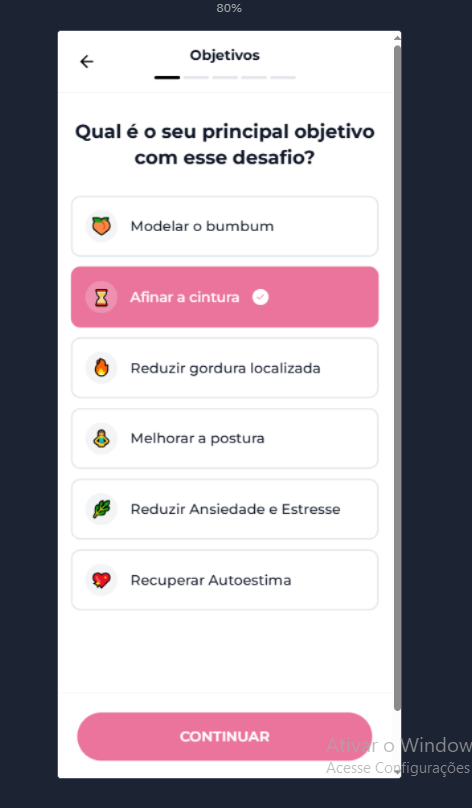 80%
Objetivos
Qual é o seu principal objetivo
com esse desafio?
Modelar o bumbum
Afinar a cintura
Reduzir gordura localizada
Melhorar a postura
Reduzir Ansiedade e Estresse
Recuperar Autoestima
CONTINUAR
Ativar o Window
Acesse Configurações